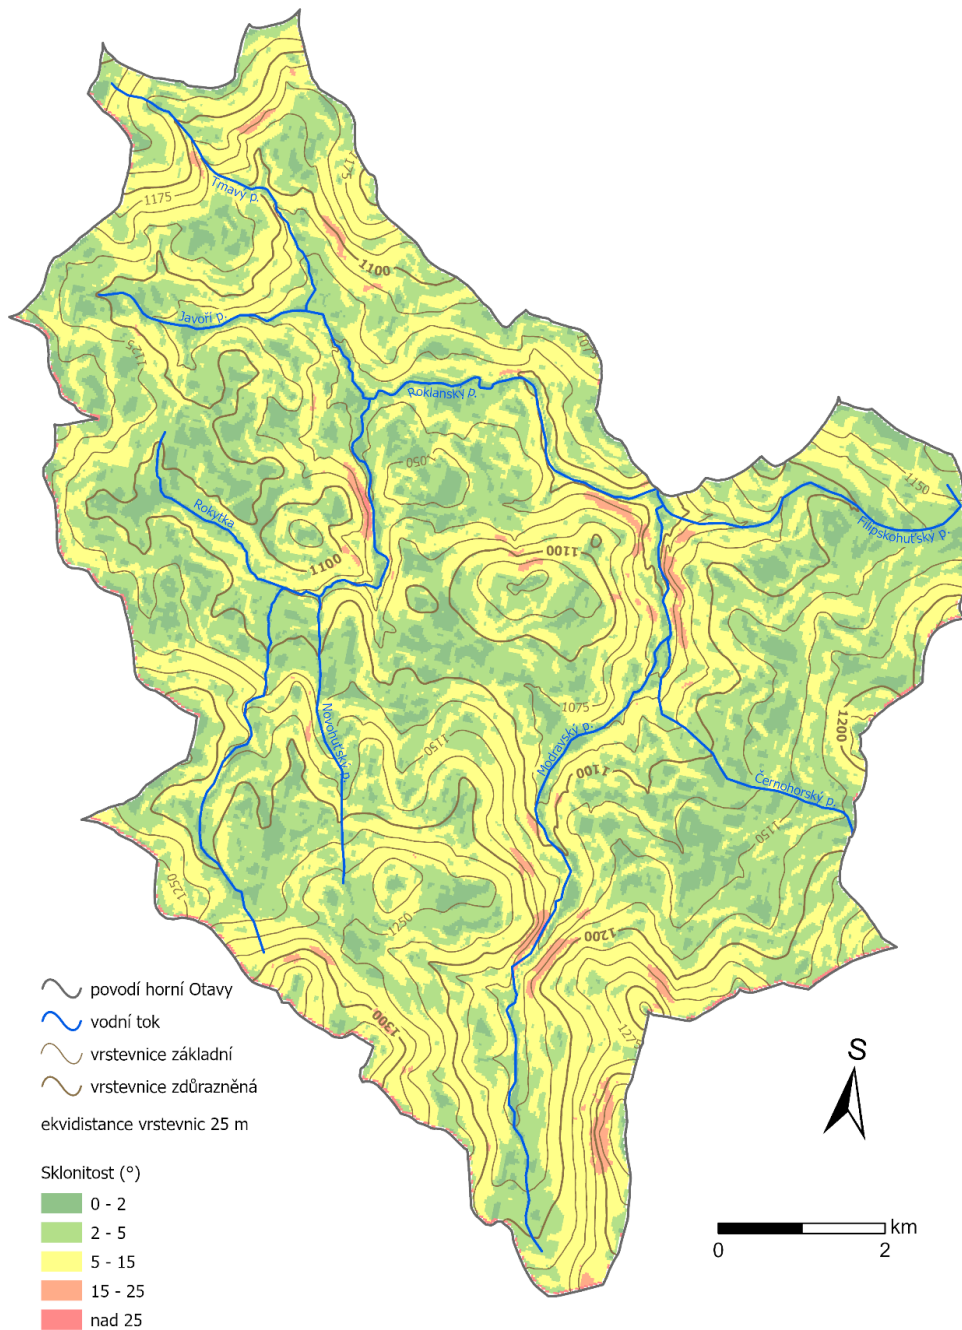 1175
1175
Tmavý p.
1100
Javoří p.
1125
1075
Roklanský p.
1050
1150
Rokytka
Filipskohuťský p.
1100
1100
1075
1200
Novohuťský p.
1150
Modravský p.
1100
Černohorský p.
1150
1250
1250
1200
1300
1275
povodí horní Otavy
vodní tok
vrstevnice základní
vrstevnice zdůrazněná
ekvidistance vrstevnic 25 m
S
Sklonitost (°)
0 - 2
2 - 5
5 - 15
15 - 25
nad 25
km
0 2